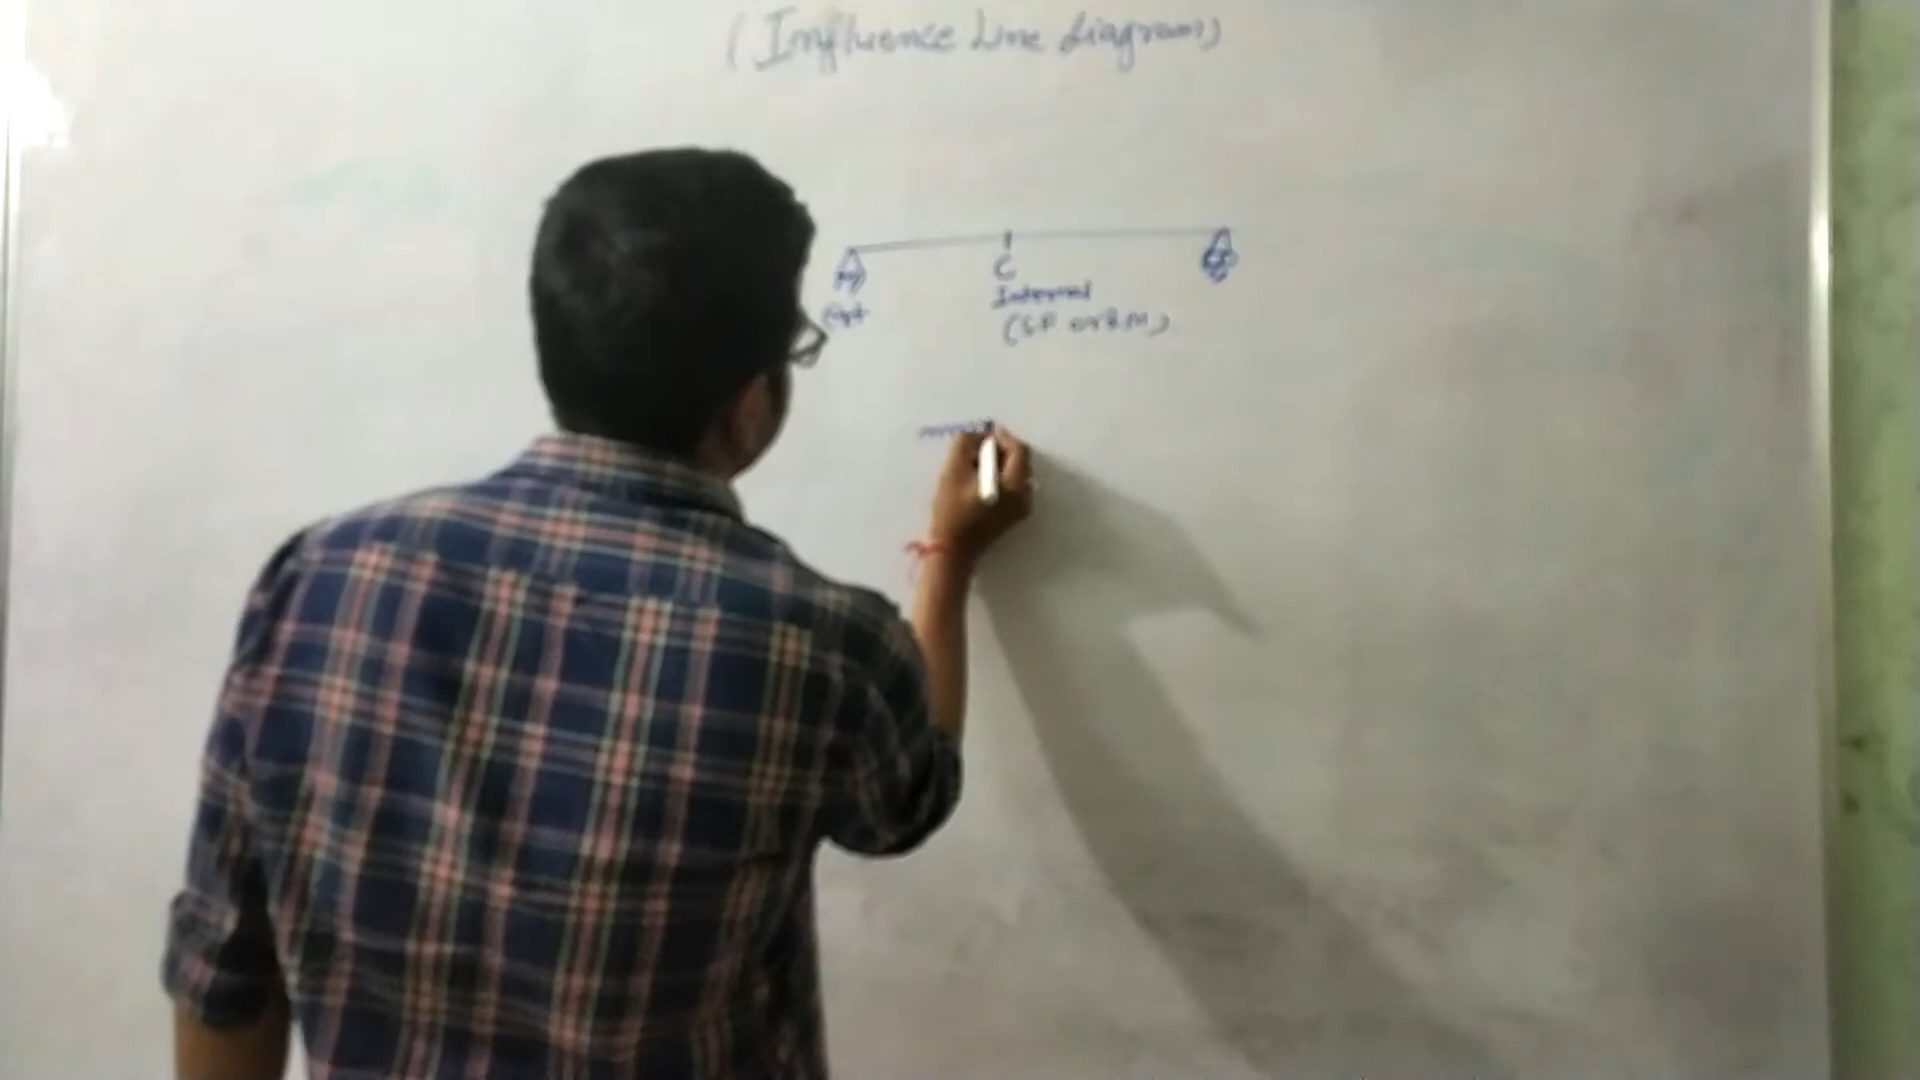 (Influence Line diagram)
C
Internal
(SF or BM)